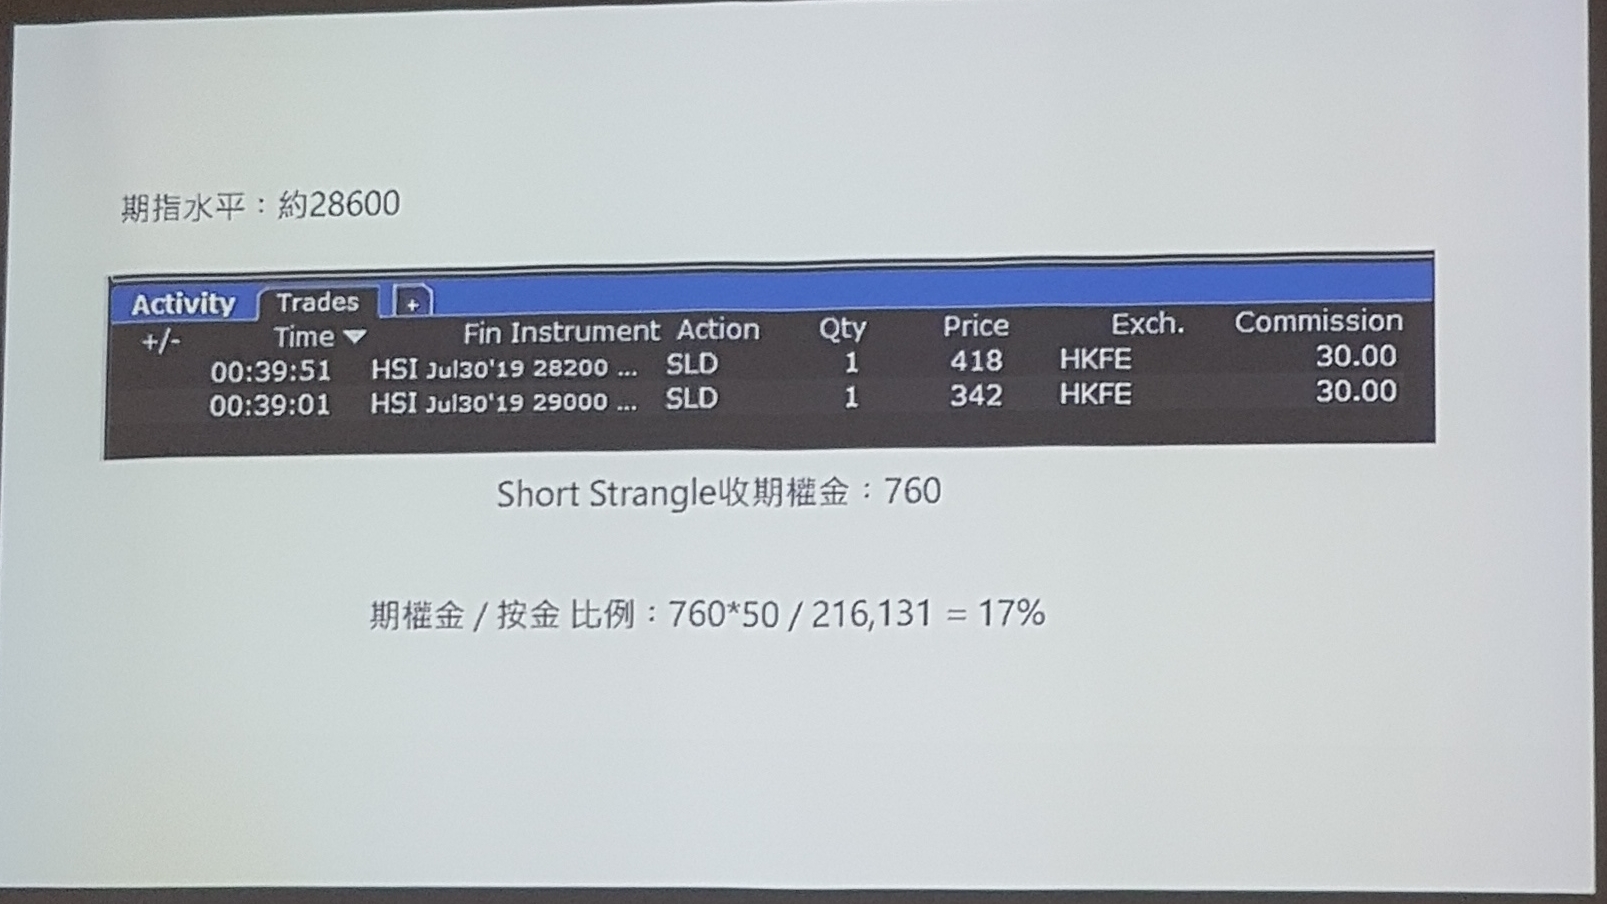 期指水平：約28600
Activity Trades +
+/- Time Fin Instrument Action Qty Price Exch. Commission
00:39:51 HSI Jul30'19 28200 ... SLD 1 418 HKFE 30.00
00:39:01 HSI Jul30'19 29000 ... SLD 1 342 HKFE 30.00
Short Strangle收期權金：760
期權金 / 按金 比例：760*50 / 216,131 = 17%